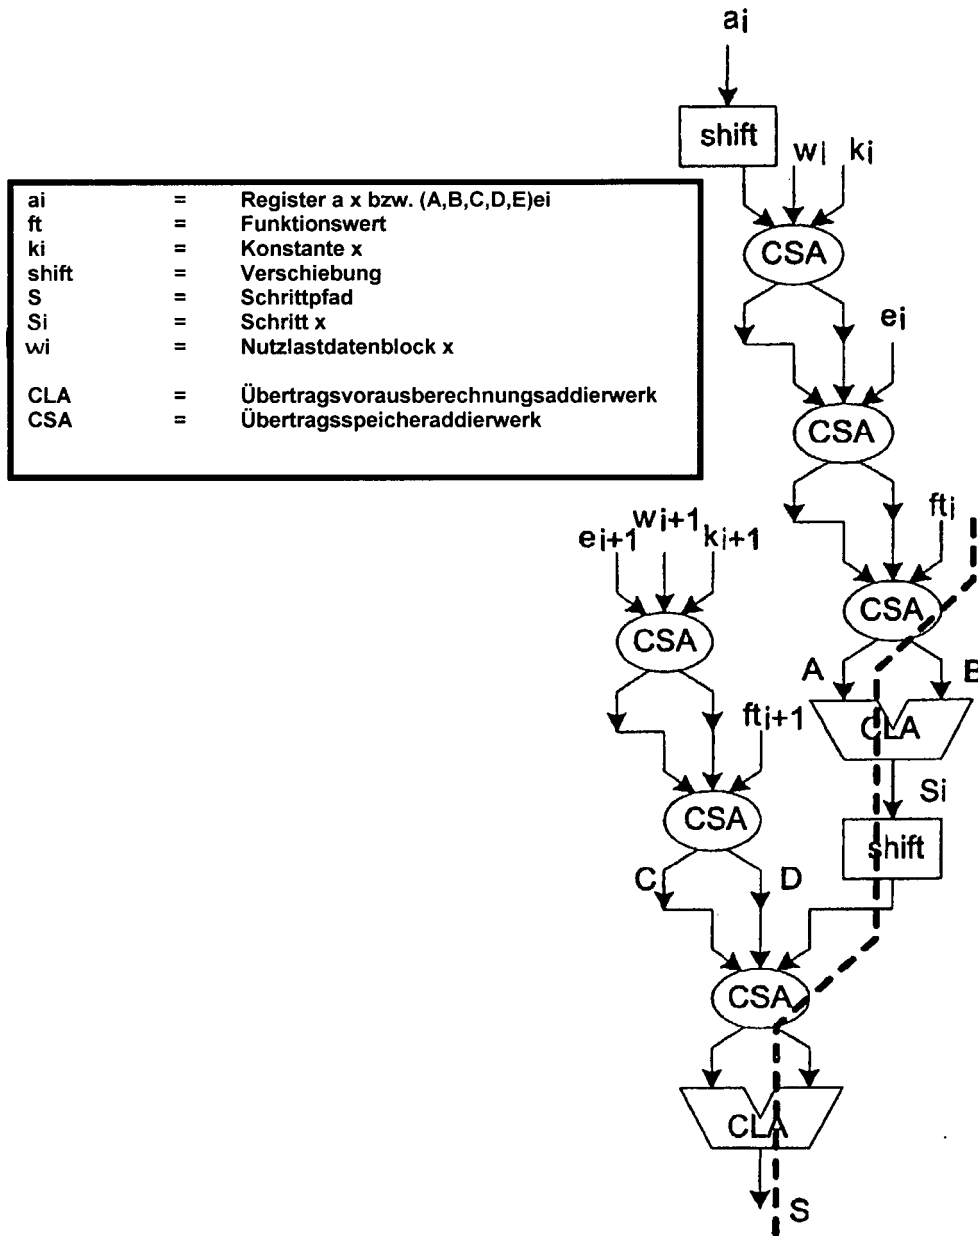 ai
shift
wi ki
CSA
ei
CSA
fti
CSA
A B
CLA
Si
shift
ei+1 wi+1 ki+1
CSA
fti+1
CSA
C D
CSA
CLA
S
ai = Register a x bzw. (A,B,C,D,E)ei
ft = Funktionswert
ki = Konstante x
shift = Verschiebung
S = Schrittpfad
Si = Schritt x
wi = Nutzlastdatenblock x
CLA = Übertragsvorausberechnungsaddierwerk
CSA = Übertragsspeicheraddierwerk